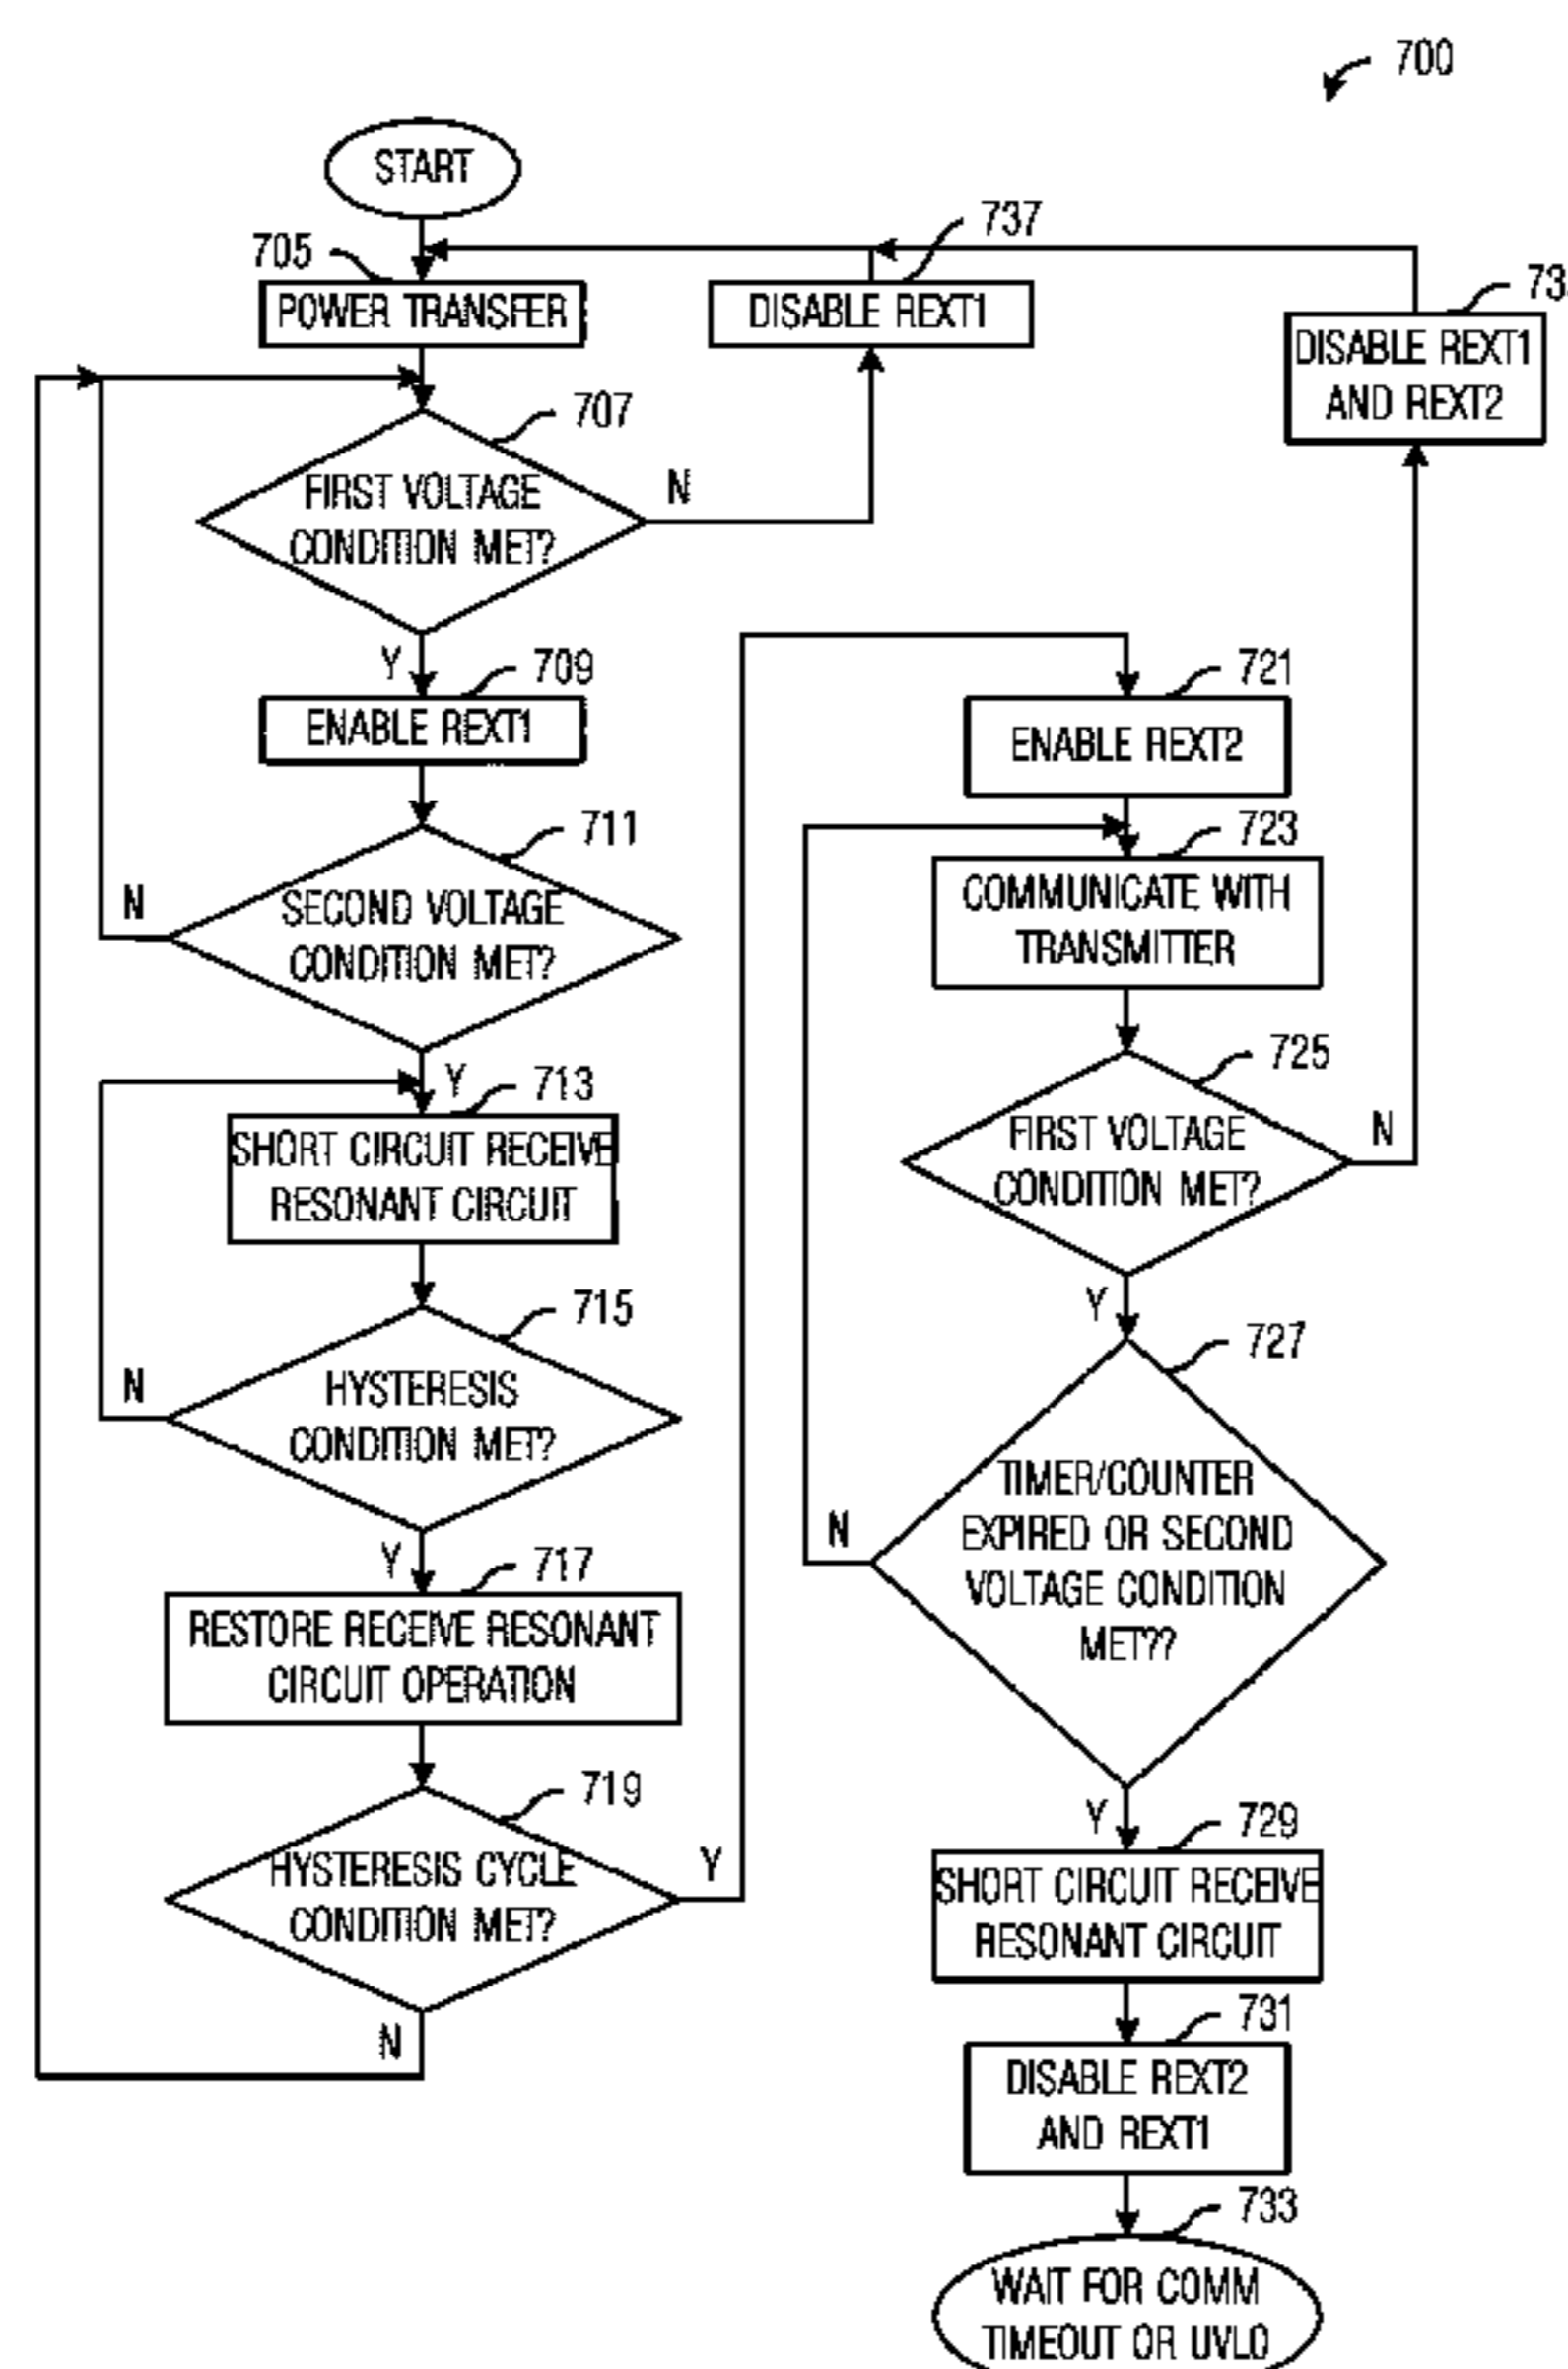 700
START
705
POWER TRANSFER
737
DISABLE REXT1
73
DISABLE REXT1
AND REXT2
707
FIRST VOLTAGE
CONDITION MET?
N
Y
709
ENABLE REXT1
711
SECOND VOLTAGE
CONDITION MET?
N
Y
713
SHORT CIRCUIT RECEIVE
RESONANT CIRCUIT
715
HYSTERESIS
CONDITION MET?
N
Y
717
RESTORE RECEIVE RESONANT
CIRCUIT OPERATION
719
HYSTERESIS CYCLE
CONDITION MET?
Y
N
721
ENABLE REXT2
723
COMMUNICATE WITH
TRANSMITTER
725
FIRST VOLTAGE
CONDITION MET?
N
Y
727
TIMER/COUNTER
EXPIRED OR SECOND
VOLTAGE CONDITION
MET??
N
Y
729
SHORT CIRCUIT RECEIVE
RESONANT CIRCUIT
731
DISABLE REXT2
AND REXT1
733
WAIT FOR COMM
TIMEOUT OR UVLO